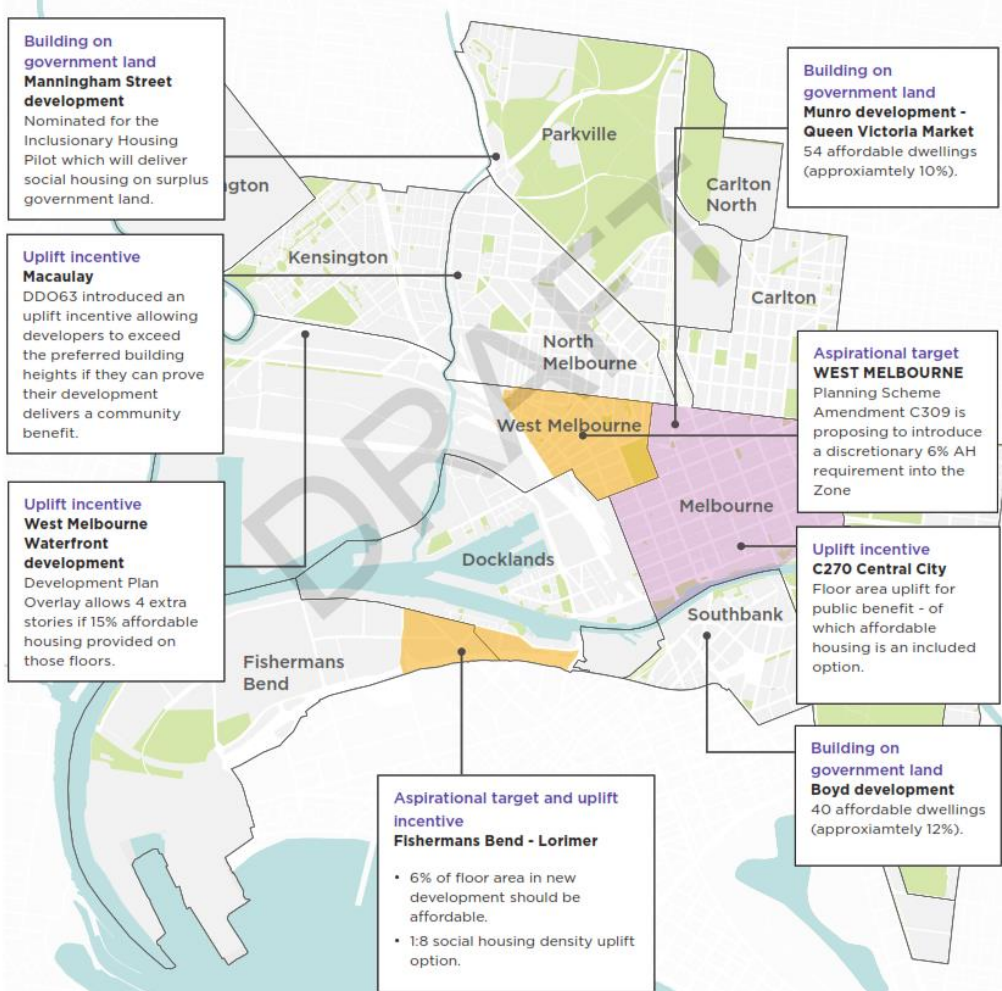 Building on
government land
Manningham Street
development
Nominated for the
Inclusionary Housing
Pilot which will deliver
social housing on surplus
government land.
Uplift incentive
Macaulay
DDO63 introduced an
uplift incentive allowing
developers to exceed
the preferred building
heights if they can prove
their development
delivers a community
benefit.
Uplift incentive
West Melbourne
Waterfront
development
Development Plan
Overlay allows 4 extra
stories if 15% affordable
housing provided on
those floors.
Parkville
Carlton
North
ngton
Kensington
Carlton
North
Melbourne
West Melbourne
Melbourne
Docklands
Southbank
Fishermans
Bend
DRAFT
Building on
government land
Munro development -
Queen Victoria Market
54 affordable dwellings
(approxiamtely 10%).
Aspirational target
WEST MELBOURNE
Planning Scheme
Amendment C309 is
proposing to introduce
a discretionary 6% AH
requirement into the
Zone
Uplift incentive
C270 Central City
Floor area uplift for
public benefit - of
which affordable
housing is an included
option.
Building on
government land
Boyd development
40 affordable dwellings
(approxiamtely 12%).
Aspirational target and uplift
incentive
Fishermans Bend - Lorimer
• 6% of floor area in new
development should be
affordable.
• 1:8 social housing density uplift
option.